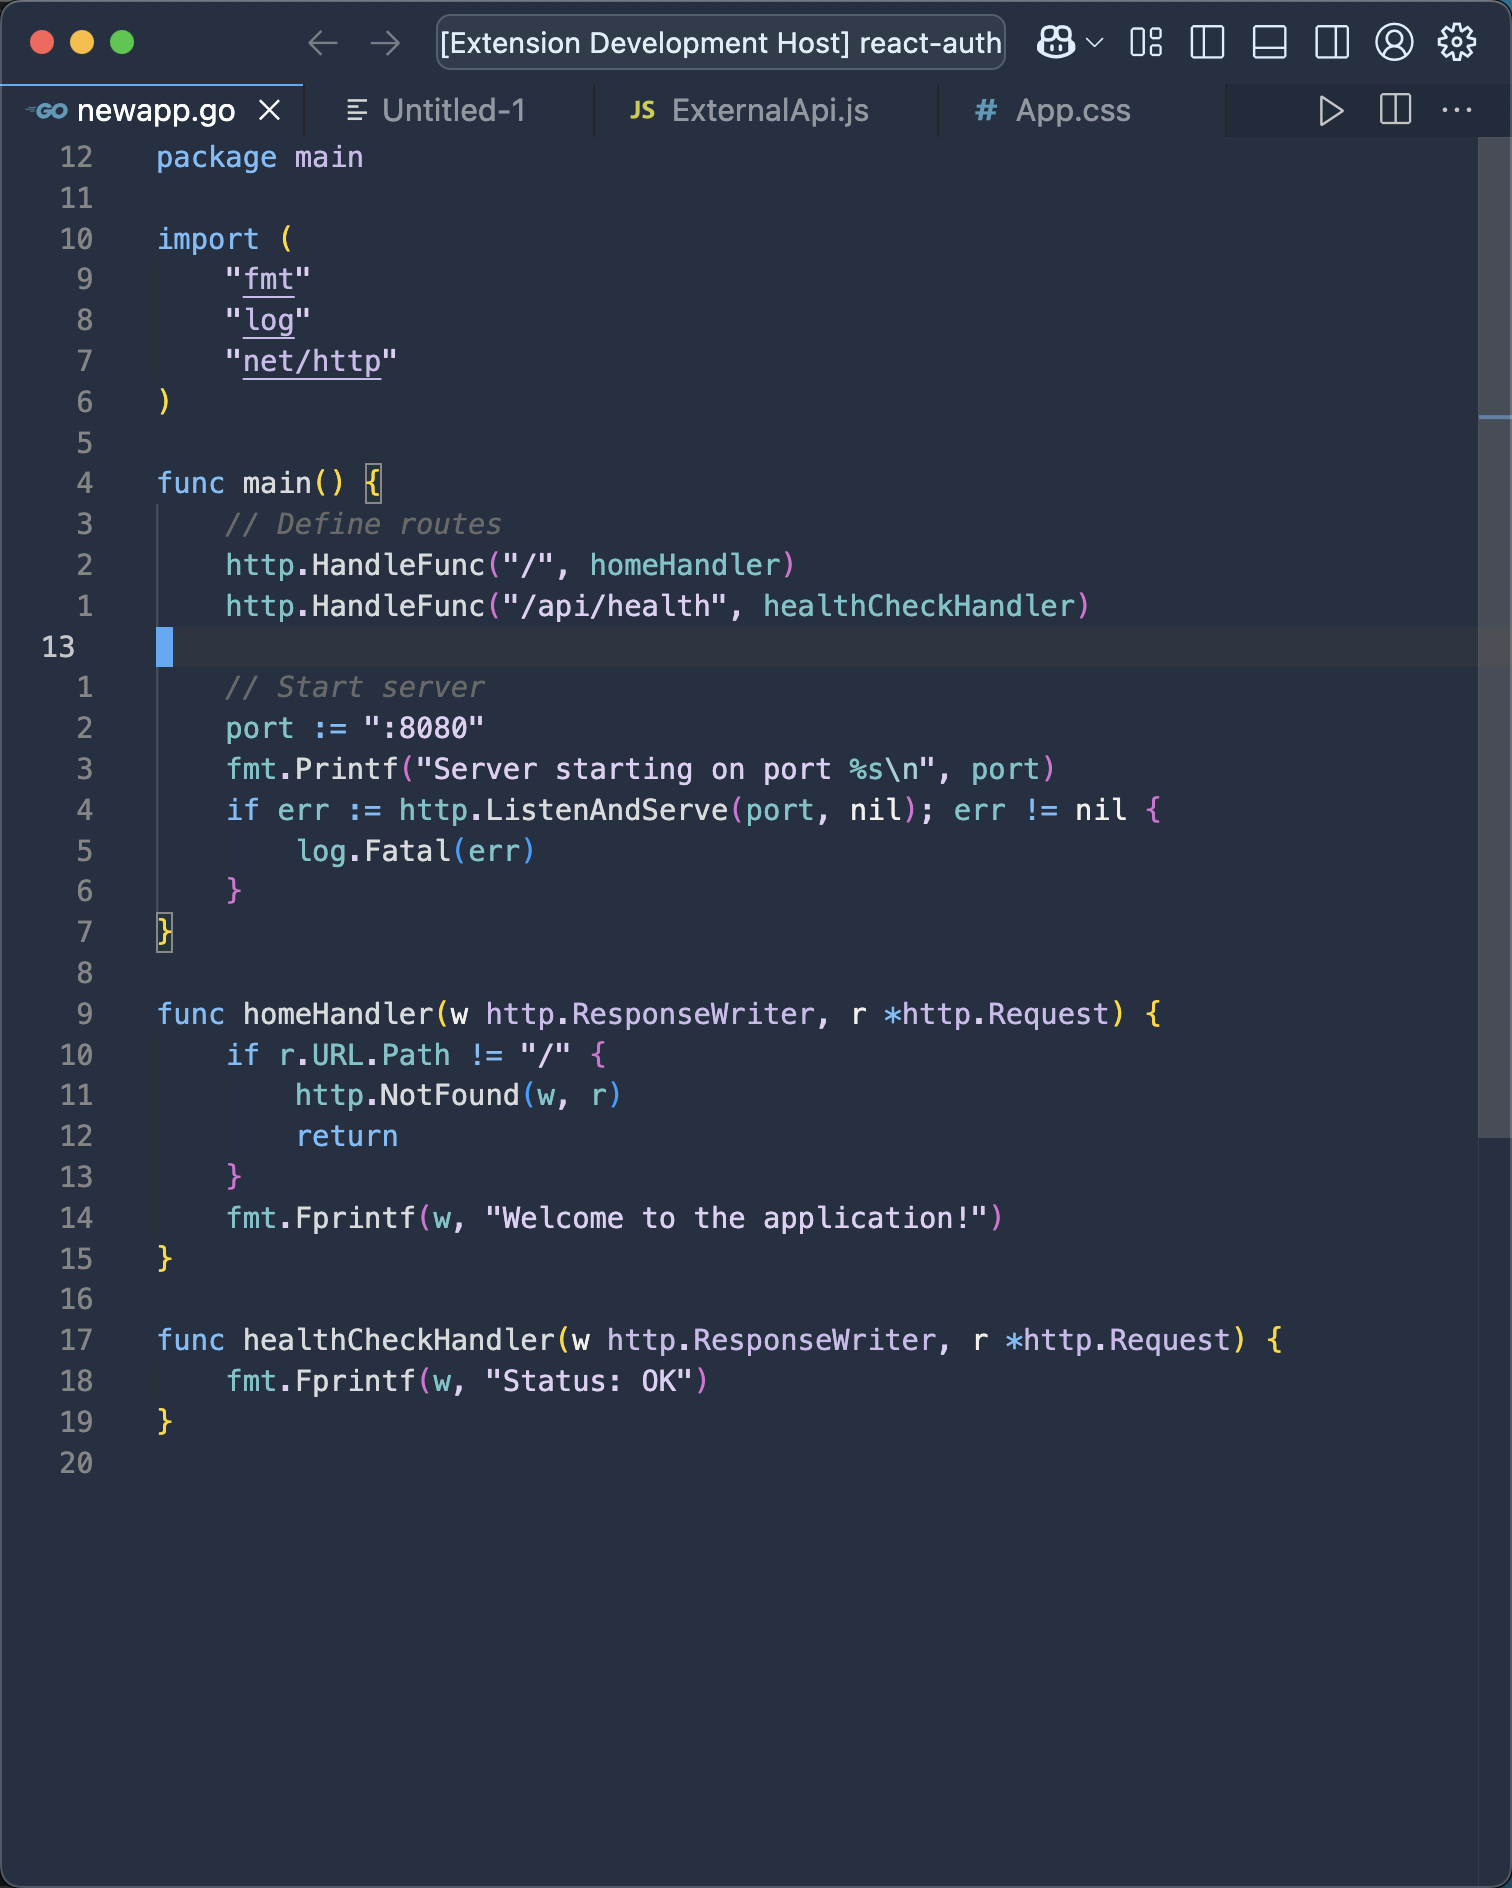 [Extension Development Host] react-auth
GO newapp.go Untitled-1 JS ExternalApi.js # App.css
12 package main
11
10 import (
9     "fmt"
8     "log"
7     "net/http"
6 )
5
4 func main() {
3     // Define routes
2     http.HandleFunc("/", homeHandler)
1     http.HandleFunc("/api/health", healthCheckHandler)
13
1     // Start server
2     port := ":8080"
3     fmt.Printf("Server starting on port %s\n", port)
4     if err := http.ListenAndServe(port, nil); err != nil {
5         log.Fatal(err)
6     }
7 }
8
9 func homeHandler(w http.ResponseWriter, r *http.Request) {
10     if r.URL.Path != "/" {
11         http.NotFound(w, r)
12         return
13     }
14     fmt.Fprintf(w, "Welcome to the application!")
15 }
16
17 func healthCheckHandler(w http.ResponseWriter, r *http.Request) {
18     fmt.Fprintf(w, "Status: OK")
19 }
20